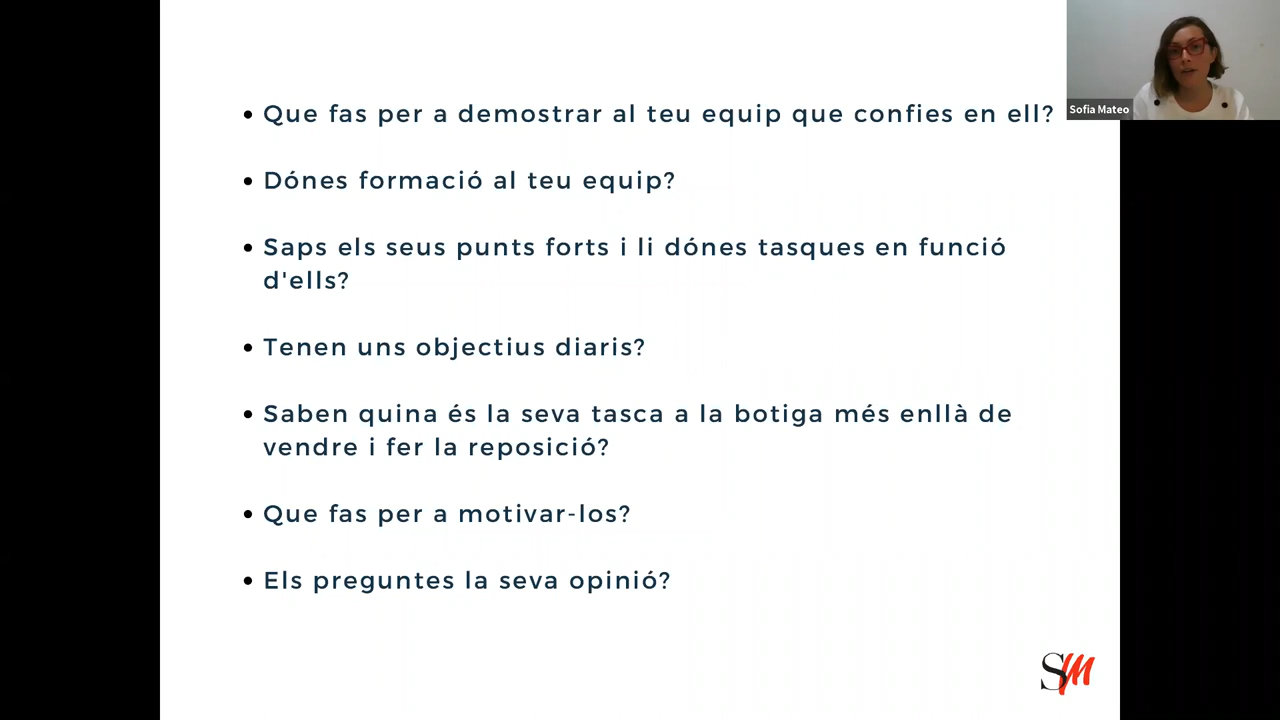 • Que fas per a demostrar al teu equip que confies en ell?
Sofia Mateo
• Dónes formació al teu equip?
• Saps els seus punts forts i li dónes tasques en funció
d'ells?
• Tenen uns objectius diaris?
• Saben quina és la seva tasca a la botiga més enllà de
vendre i fer la reposició?
• Que fas per a motivar-los?
• Els preguntes la seva opinió?
SM